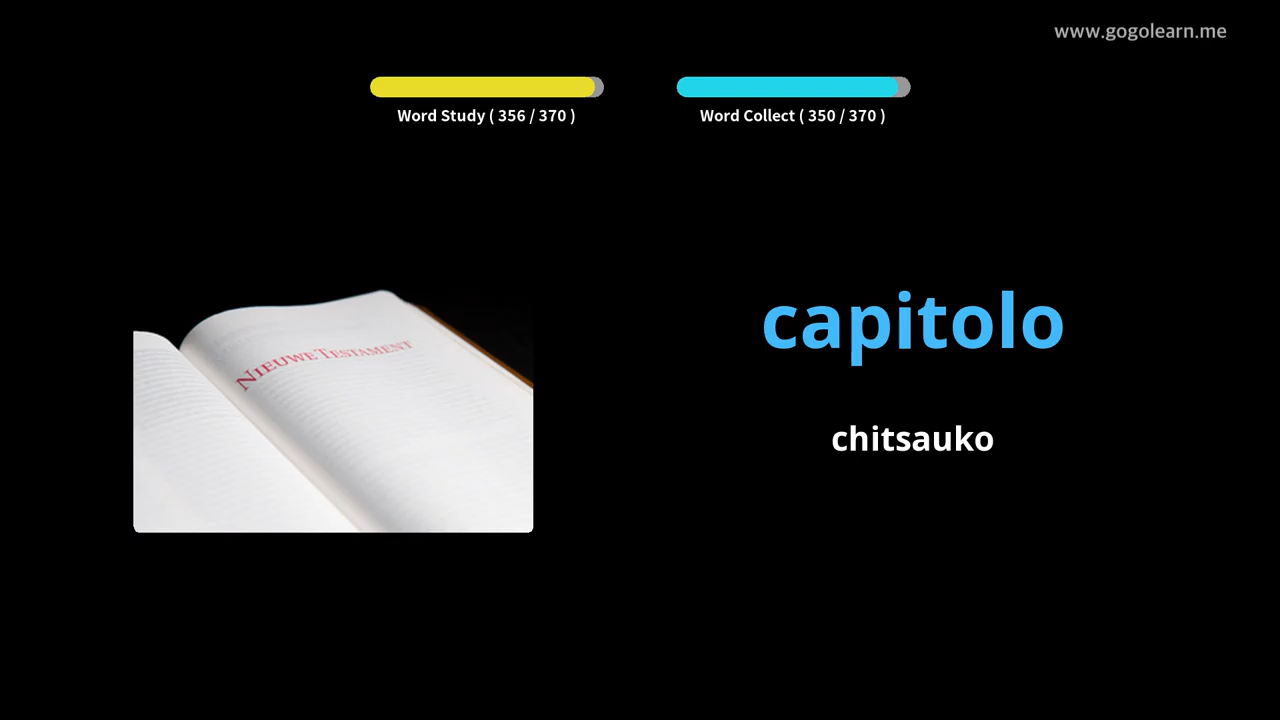 www.gogolearn.me
Word Study ( 356 / 370 )
Word Collect ( 350 / 370 )
NIEUWE TESTAMENT
capitolo
chitsauko